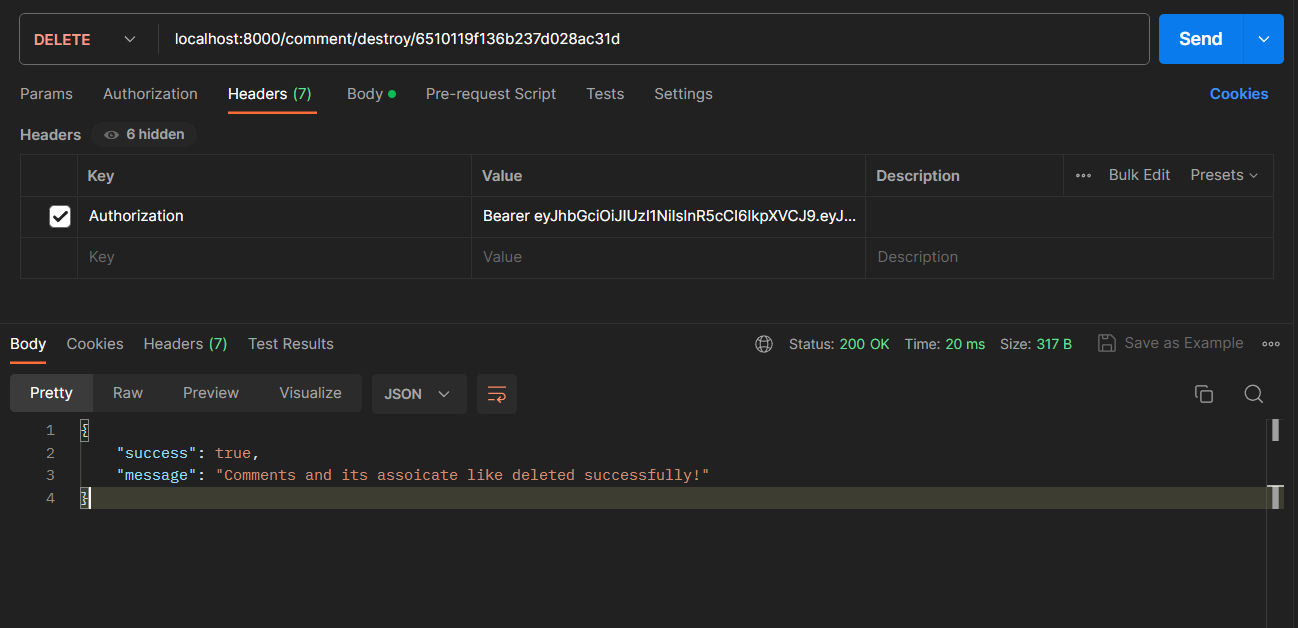 DELETE localhost:8000/comment/destroy/6510119f136b237d028ac31d Send
Params Authorization Headers (7) Body Pre-request Script Tests Settings Cookies
Headers 6 hidden
Key Value Description Bulk Edit Presets
Authorization Bearer eyJhbGciOiJIUzI1NiIsInR5cCI6IkpXVCJ9.eyJ...
Key Value Description
Body Cookies Headers (7) Test Results Status: 200 OK Time: 20 ms Size: 317 B Save as Example
Pretty Raw Preview Visualize JSON
1 {
2 "success": true,
3 "message": "Comments and its assoicate like deleted successfully!"
4 }